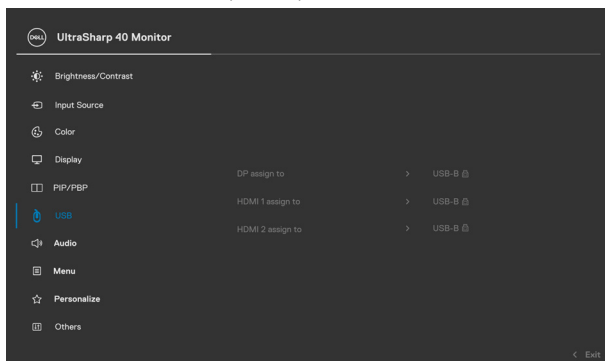 DELL
UltraSharp 40 Monitor
Brightness/Contrast
Input Source
Color
Display
DP assign to > USB-B
PIP/PBP
HDMI 1 assign to > USB-B
USB
HDMI 2 assign to > USB-B
Audio
Menu
Personalize
Others
< Exit